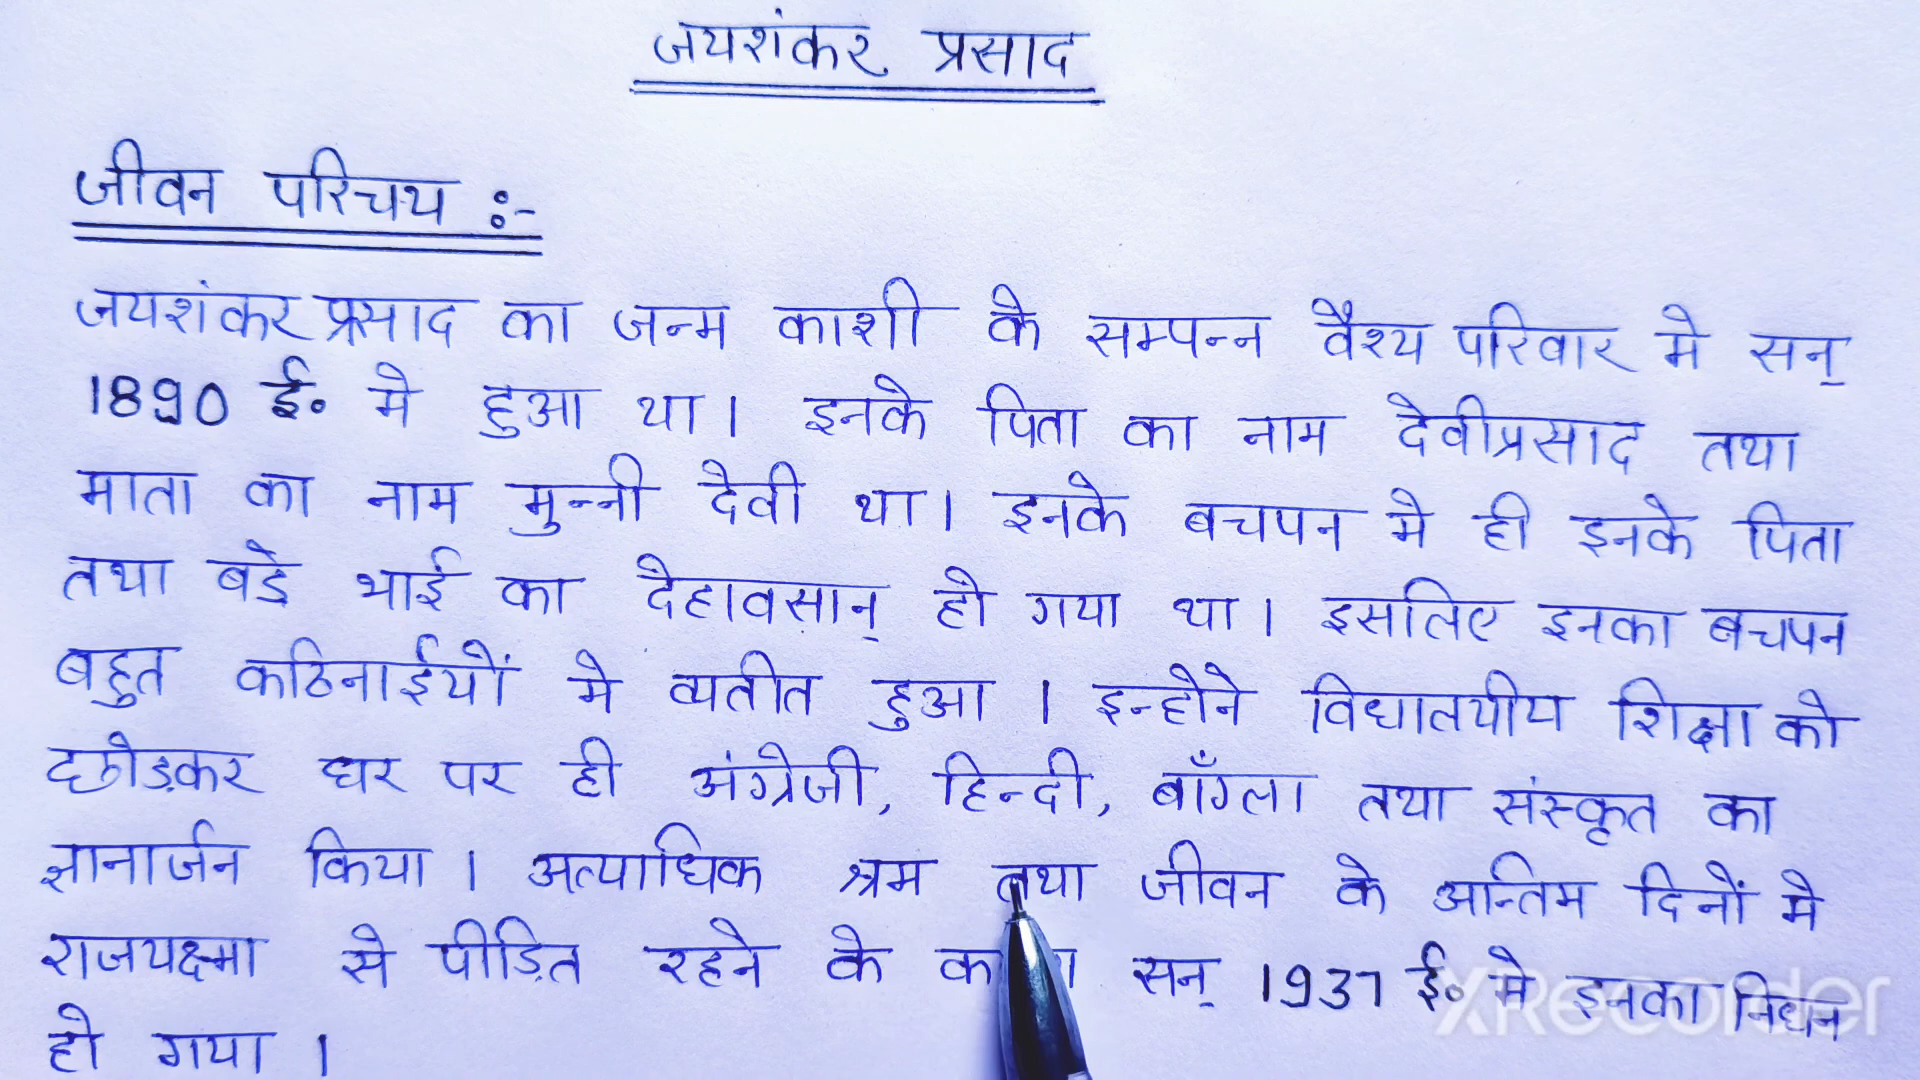 जयशंकर प्रसाद
जीवन परिचय :-
जयशंकर प्रसाद का जन्म काशी के सम्पन्न वैश्य परिवार मे सन्
1890 ई० मे हुआ था। इनके पिता का नाम देवीप्रसाद तथा
माता का नाम मुन्नी देवी था। इनके बचपन मे ही इनके पिता
तथा बड़े भाई का देहावसान् हो गया था। इसलिए इनका बचपन
बहुत कठिनाईयों मे व्यतीत हुआ । इन्होने विद्यालयीय शिक्षा को
छोड़कर घर पर ही अंग्रेजी, हिन्दी, बाँग्ला तथा संस्कृत का
ज्ञानार्जन किया । अत्याधिक श्रम तथा जीवन के अन्तिम दिनों मे
राजयक्ष्मा से पीड़ित रहने के सन् 1937 ई० मे इनका निधन
हो गया ।
XRecorder